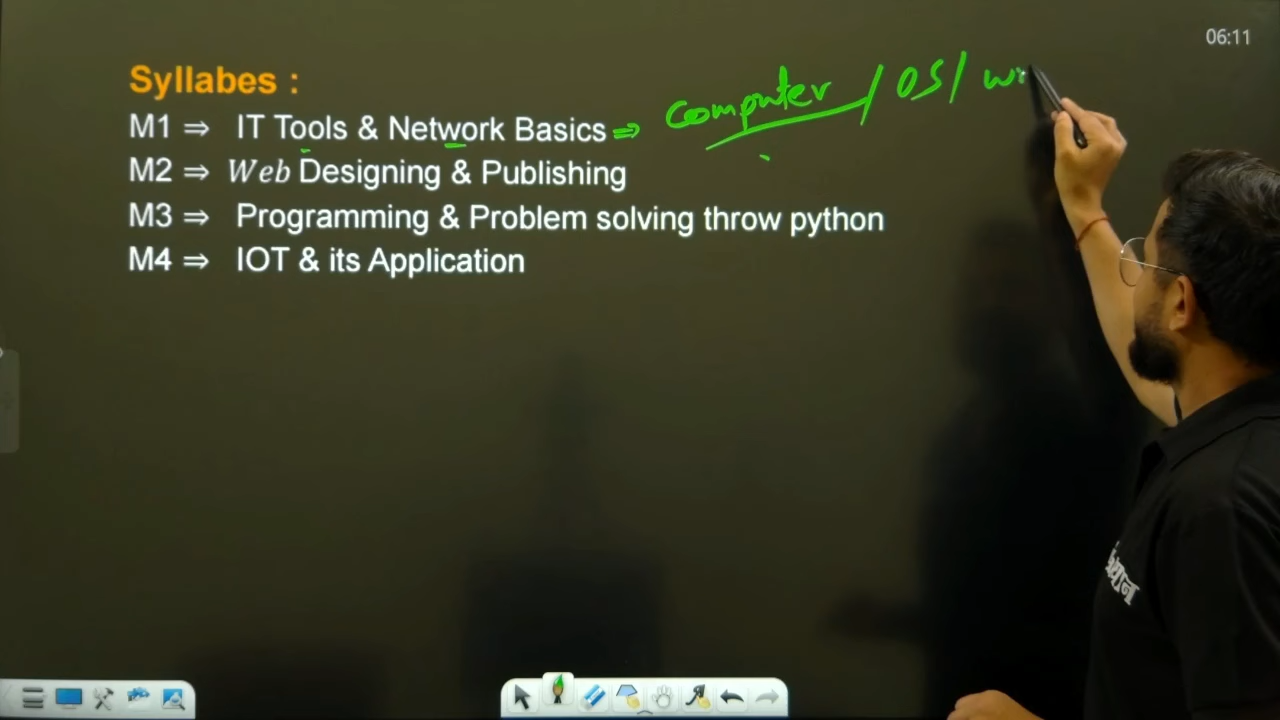 06:11
Syllabes :
M1 ⇒ IT Tools & Network Basics ⇒ computer / OS / wi
M2 ⇒ Web Designing & Publishing
M3 ⇒ Programming & Problem solving throw python
M4 ⇒ IOT & its Application